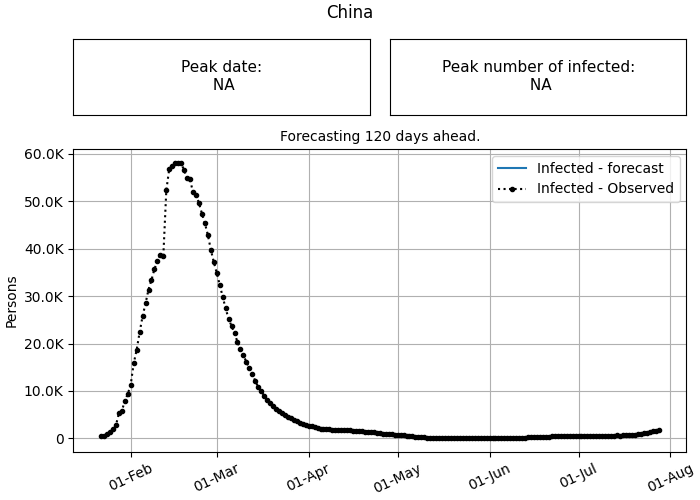 China
Peak date:
NA
Peak number of infected:
NA
Forecasting 120 days ahead.
60.0K
50.0K
40.0K
30.0K
20.0K
10.0K
0
Persons
Infected - forecast
Infected - Observed
01-Feb
01-Mar
01-Apr
01-May
01-Jun
01-Jul
01-Aug